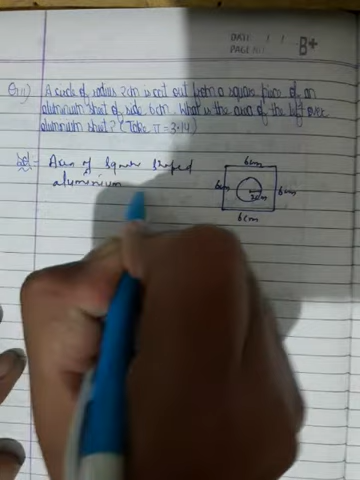 DATE: / /
PAGE NO.:
B+
Q.11) A circle of radius 2cm is cut out from a square piece of an
aluminium sheet of side 6cm. What is the area of the left over
aluminium sheet? (Take π = 3.14)
Sol:- Area of Square Shaped
aluminium
6cm
6cm
6cm
2cm
6cm